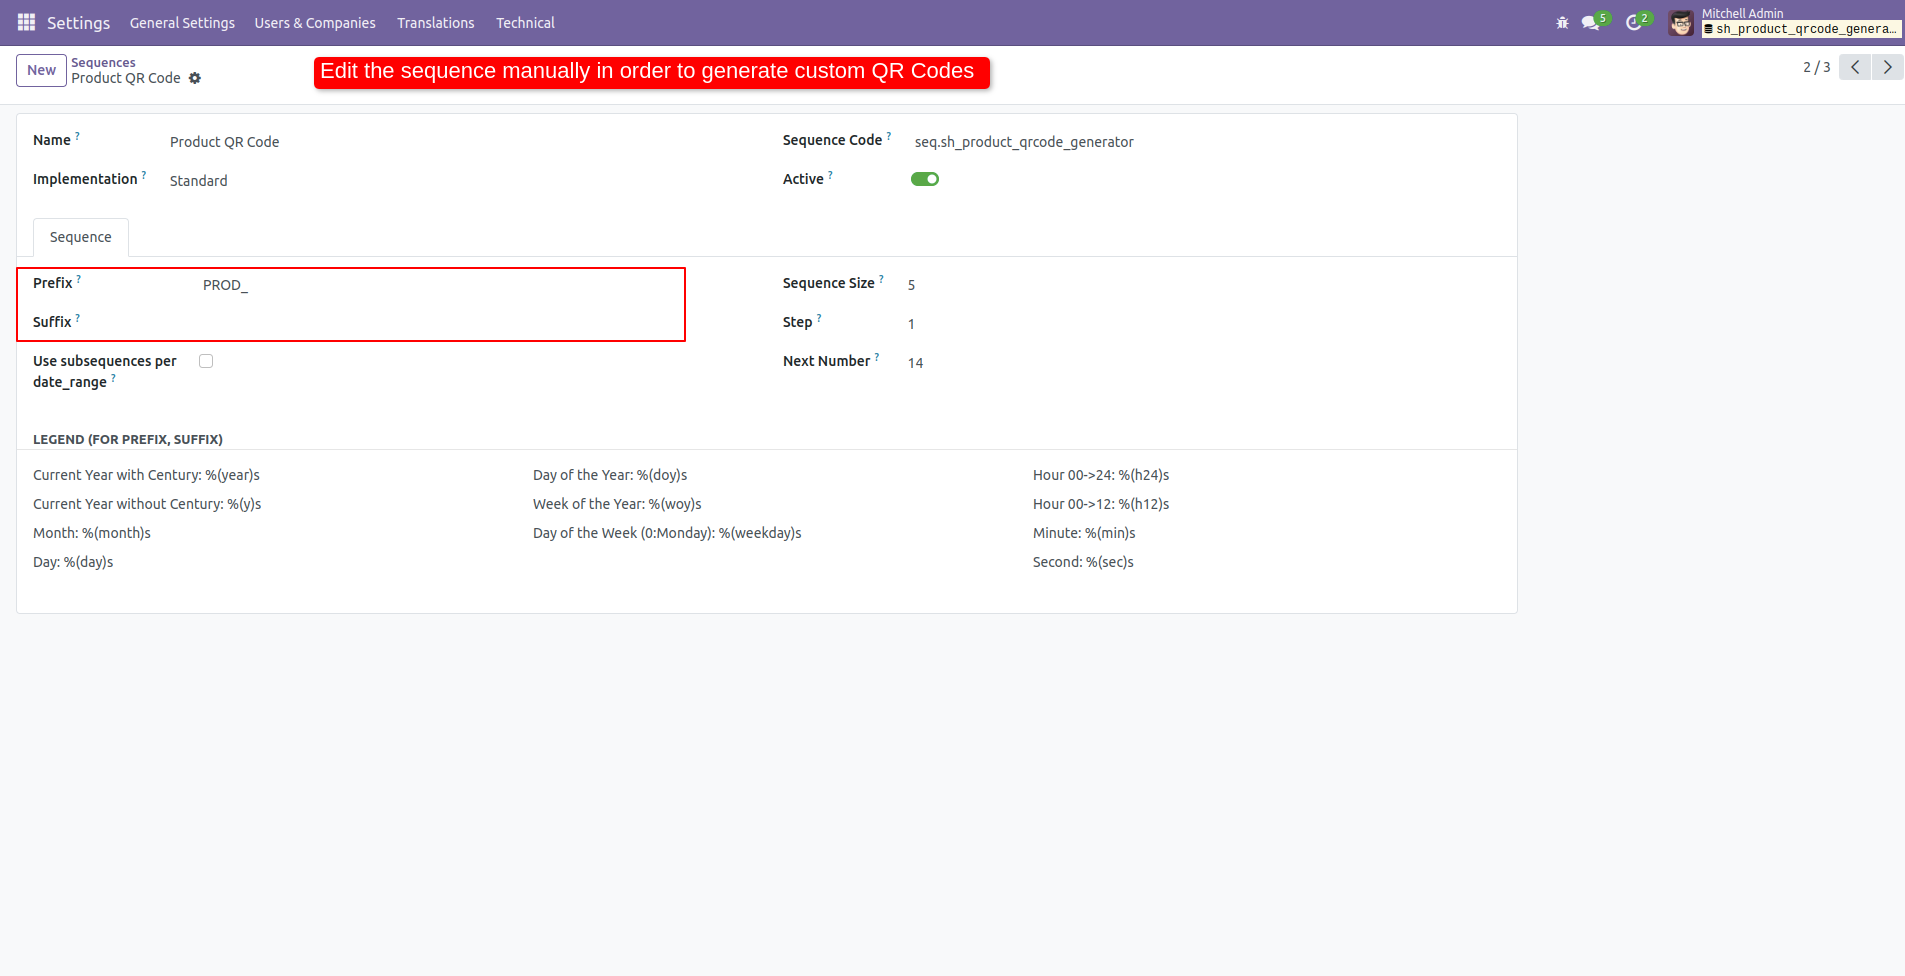 Settings General Settings Users & Companies Translations Technical 5 2 Mitchell Admin
sh_product_qrcode_genera...
New Sequences
Product QR Code
Edit the sequence manually in order to generate custom QR Codes
2 / 3
Name ? Product QR Code Sequence Code ? seq.sh_product_qrcode_generator
Implementation ? Standard Active ?
Sequence
Prefix ? PROD_ Sequence Size ? 5
Suffix ? Step ? 1
Use subsequences per
date_range ?
Next Number ? 14
LEGEND (FOR PREFIX, SUFFIX)
Current Year with Century: %(year)s Day of the Year: %(doy)s Hour 00->24: %(h24)s
Current Year without Century: %(y)s Week of the Year: %(woy)s Hour 00->12: %(h12)s
Month: %(month)s Day of the Week (0:Monday): %(weekday)s Minute: %(min)s
Day: %(day)s Second: %(sec)s